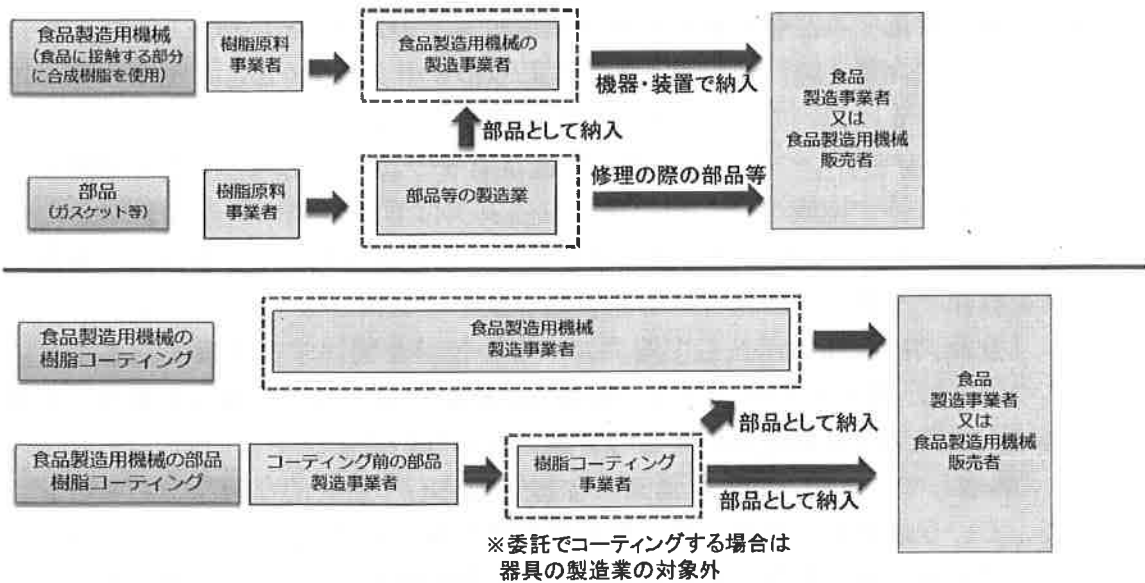 食品製造用機械
（食品に接触する部分
に合成樹脂を使用）
樹脂原料
事業者
食品製造用機械の
製造事業者
機器・装置で納入
食品
製造事業者
又は
食品製造用機械
販売者
部品として納入
部品
（ガスケット等）
樹脂原料
事業者
部品等の製造業
修理の際の部品等
食品製造用機械の
樹脂コーティング
食品製造用機械
製造事業者
食品
製造事業者
又は
食品製造用機械
販売者
部品として納入
食品製造用機械の部品
樹脂コーティング
コーティング前の部品
製造事業者
樹脂コーティング
事業者
部品として納入
※委託でコーティングする場合は
器具の製造業の対象外